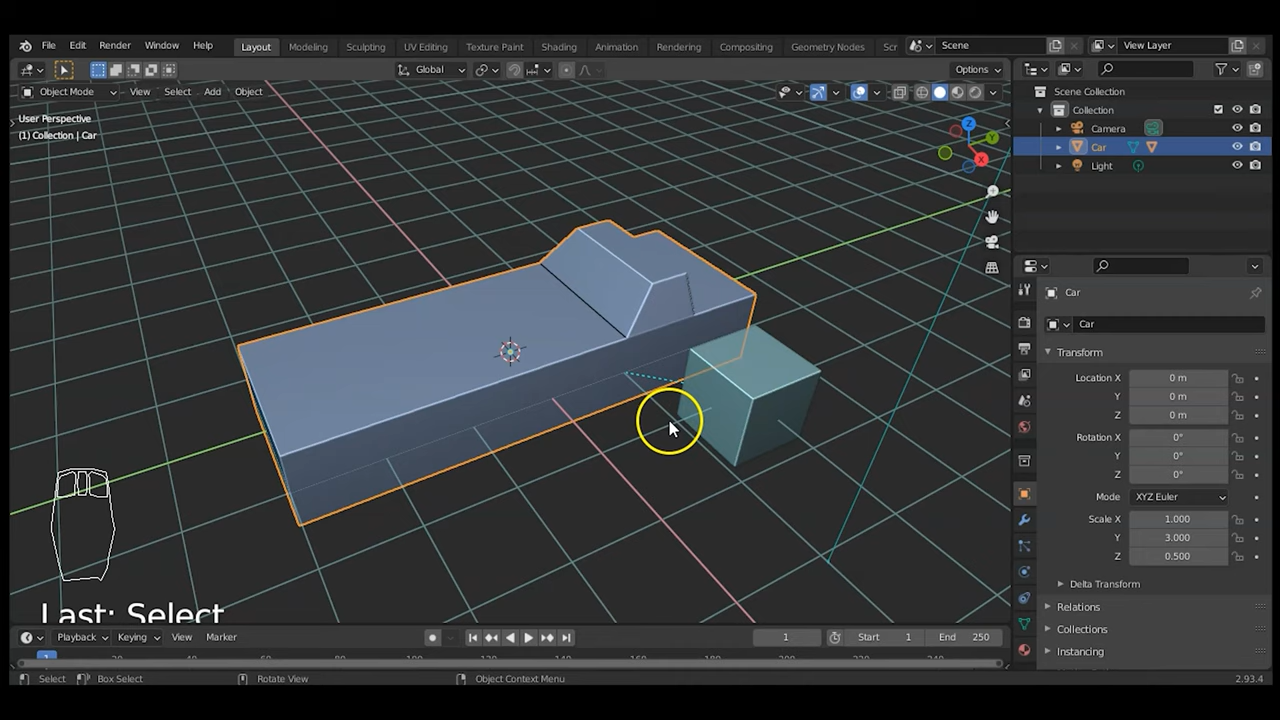 File Edit Render Window Help Layout Modeling Sculpting UV Editing Texture Paint Shading Animation Rendering Compositing Geometry Nodes Scr Scene View Layer
Global Options
Object Mode View Select Add Object
User Perspective
(1) Collection | Car
Z
Y
X
Scene Collection
Collection
Camera
Car
Light
Car
Car
Transform
Location X 0 m
Y 0 m
Z 0 m
Rotation X 0°
Y 0°
Z 0°
Mode XYZ Euler
Scale X 1.000
Y 3.000
Z 0.500
Delta Transform
Relations
Collections
Instancing
Last: Select
Playback Keying View Marker 1 Start 1 End 250
1
Select Box Select Rotate View Object Context Menu 2.93.4